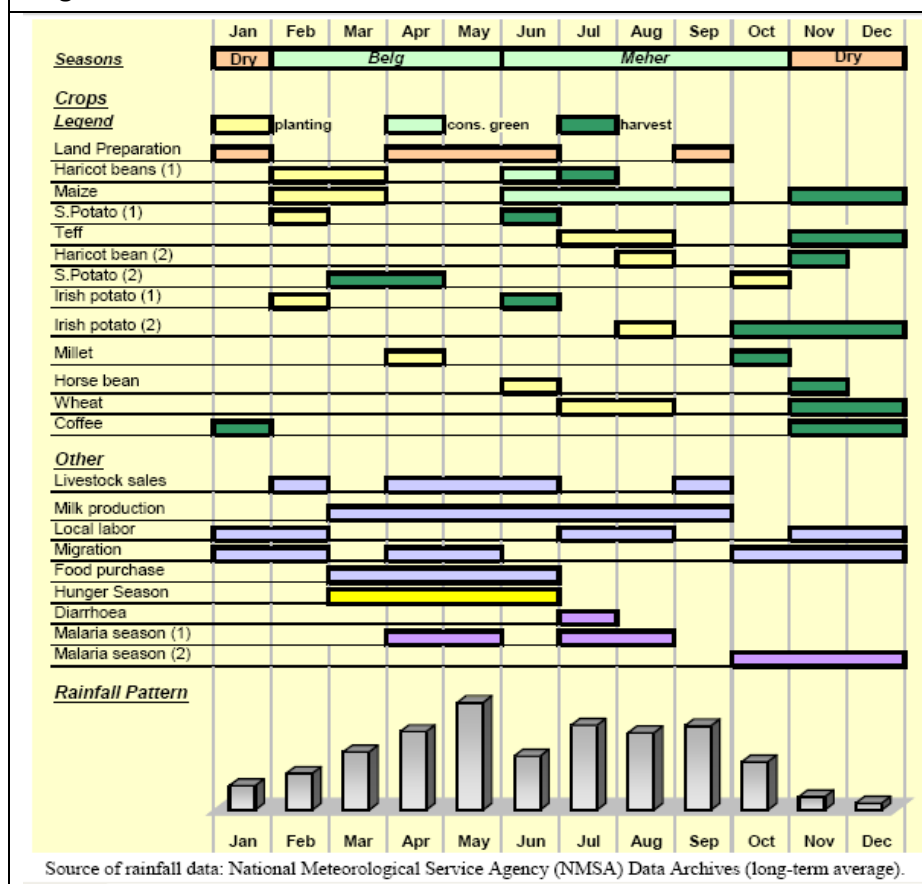 Jan Feb Mar Apr May Jun Jul Aug Sep Oct Nov Dec
Seasons Dry Belg Meher Dry
Crops
Legend planting cons. green harvest
Land Preparation
Haricot beans (1)
Maize
S.Potato (1)
Teff
Haricot bean (2)
S.Potato (2)
Irish potato (1)
Irish potato (2)
Millet
Horse bean
Wheat
Coffee
Other
Livestock sales
Milk production
Local labor
Migration
Food purchase
Hunger Season
Diarrhoea
Malaria season (1)
Malaria season (2)
Rainfall Pattern
Jan Feb Mar Apr May Jun Jul Aug Sep Oct Nov Dec
Source of rainfall data: National Meteorological Service Agency (NMSA) Data Archives (long-term average).